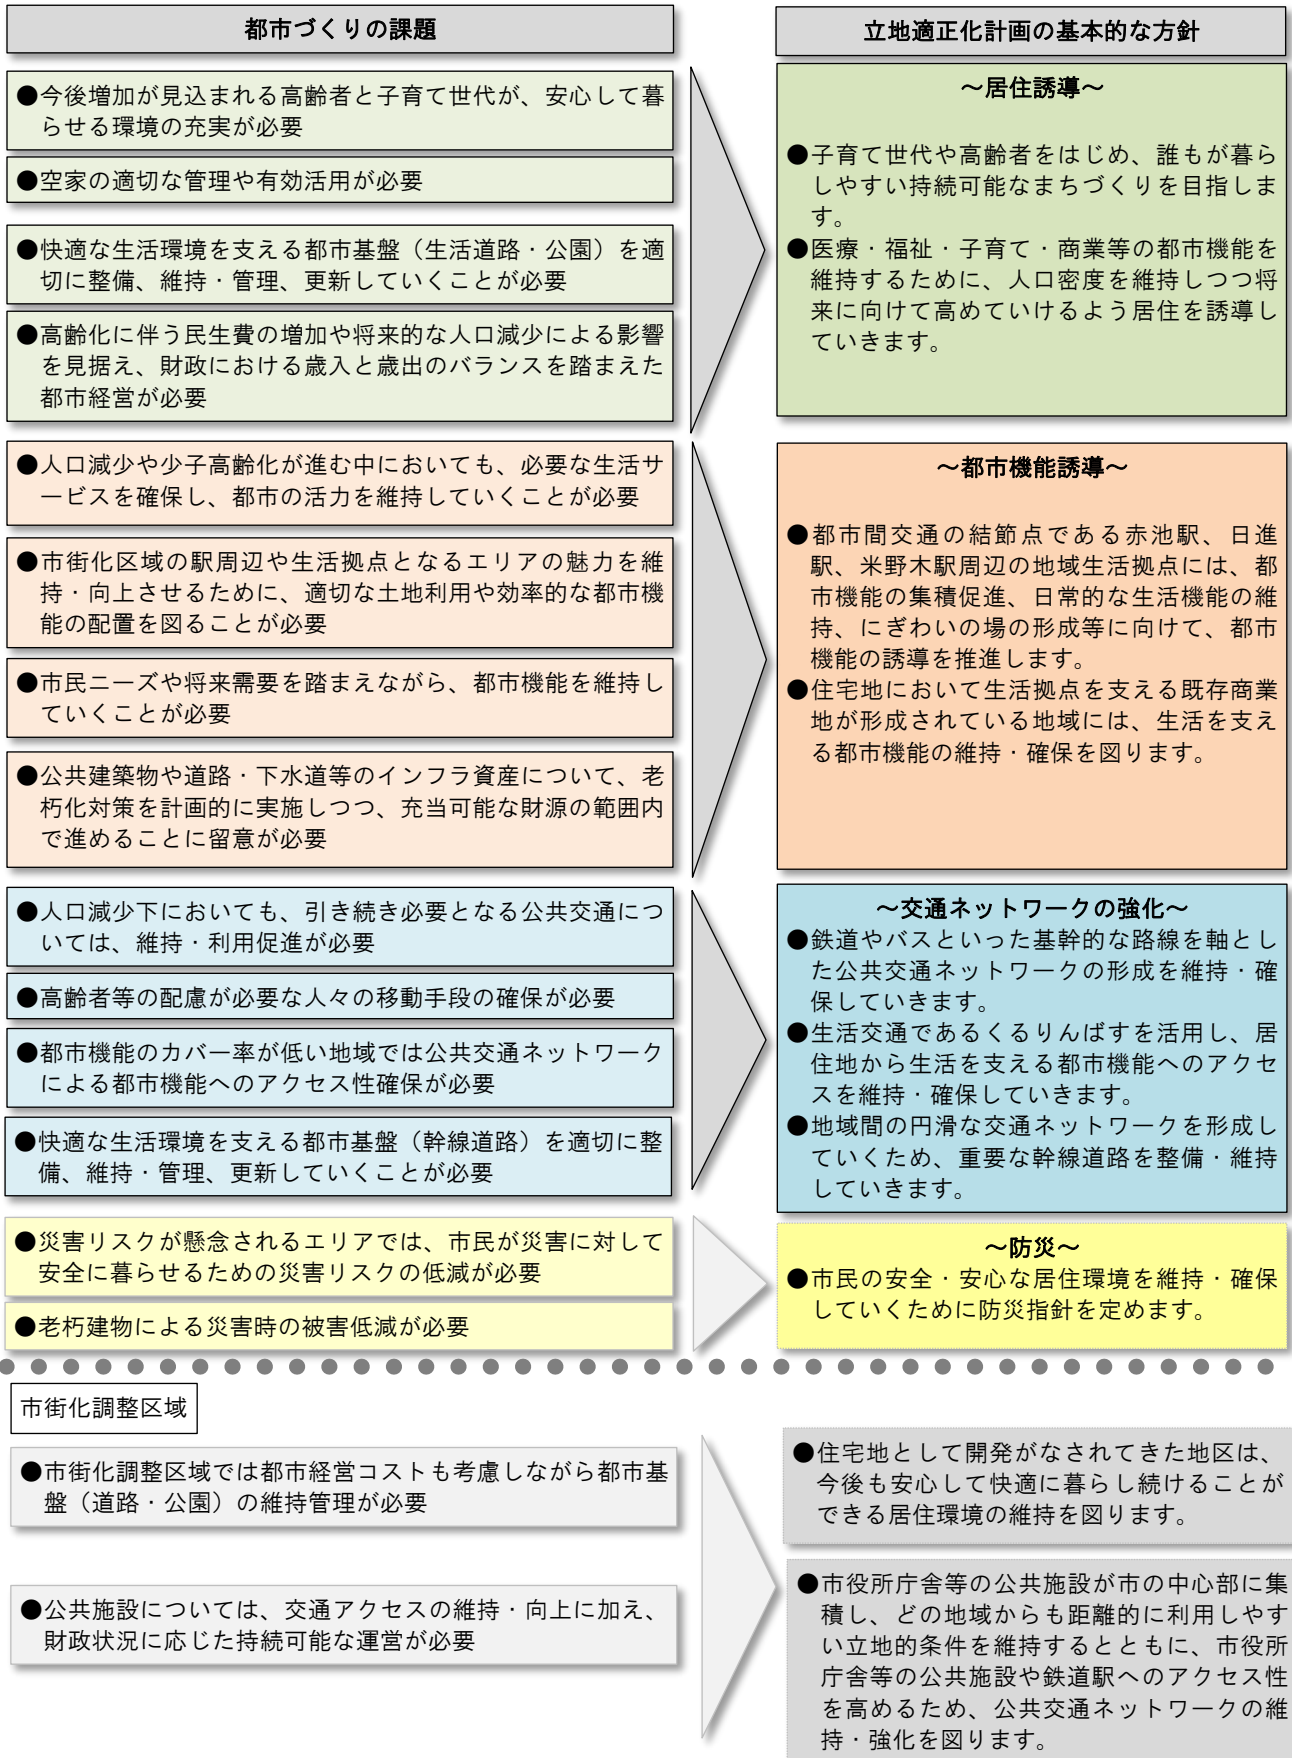 都市づくりの課題
●今後増加が見込まれる高齢者と子育て世代が、安心して暮
らせる環境の充実が必要
●空家の適切な管理や有効活用が必要
●快適な生活環境を支える都市基盤（生活道路・公園）を適
切に整備、維持・管理、更新していくことが必要
●高齢化に伴う民生費の増加や将来的な人口減少による影響
を見据え、財政における歳入と歳出のバランスを踏まえた
都市経営が必要
立地適正化計画の基本的な方針
～居住誘導～
●子育て世代や高齢者をはじめ、誰もが暮ら
しやすい持続可能なまちづくりを目指しま
す。
●医療・福祉・子育て・商業等の都市機能を
維持するために、人口密度を維持しつつ将
来に向けて高めていけるよう居住を誘導し
ていきます。
●人口減少や少子高齢化が進む中においても、必要な生活サ
ービスを確保し、都市の活力を維持していくことが必要
●市街化区域の駅周辺や生活拠点となるエリアの魅力を維
持・向上させるために、適切な土地利用や効率的な都市機
能の配置を図ることが必要
●市民ニーズや将来需要を踏まえながら、都市機能を維持し
ていくことが必要
●公共建築物や道路・下水道等のインフラ資産について、老
朽化対策を計画的に実施しつつ、充当可能な財源の範囲内
で進めることに留意が必要
～都市機能誘導～
●都市間交通の結節点である赤池駅、日進
駅、米野木駅周辺の地域生活拠点には、都
市機能の集積促進、日常的な生活機能の維
持、にぎわいの場の形成等に向けて、都市
機能の誘導を推進します。
●住宅地において生活拠点を支える既存商業
地が形成されている地域には、生活を支え
る都市機能の維持・確保を図ります。
●人口減少下においても、引き続き必要となる公共交通につ
いては、維持・利用促進が必要
●高齢者等の配慮が必要な人々の移動手段の確保が必要
●都市機能のカバー率が低い地域では公共交通ネットワーク
による都市機能へのアクセス性確保が必要
●快適な生活環境を支える都市基盤（幹線道路）を適切に整
備、維持・管理、更新していくことが必要
～交通ネットワークの強化～
●鉄道やバスといった基幹的な路線を軸とし
た公共交通ネットワークの形成を維持・確
保していきます。
●生活交通であるくるりんばすを活用し、居
住地から生活を支える都市機能へのアクセ
スを維持・確保していきます。
●地域間の円滑な交通ネットワークを形成し
ていくため、重要な幹線道路を整備・維持
していきます。
●災害リスクが懸念されるエリアでは、市民が災害に対して
安全に暮らせるための災害リスクの低減が必要
●老朽建物による災害時の被害低減が必要
～防災～
●市民の安全・安心な居住環境を維持・確保
していくために防災指針を定めます。
市街化調整区域
●市街化調整区域では都市経営コストも考慮しながら都市基
盤（道路・公園）の維持管理が必要
●公共施設については、交通アクセスの維持・向上に加え、
財政状況に応じた持続可能な運営が必要
●住宅地として開発がなされてきた地区は、
今後も安心して快適に暮らし続けることが
できる居住環境の維持を図ります。
●市役所庁舎等の公共施設が市の中心部に集
積し、どの地域からも距離的に利用しやす
い立地的条件を維持するとともに、市役所
庁舎等の公共施設や鉄道駅へのアクセス性
を高めるため、公共交通ネットワークの維
持・強化を図ります。